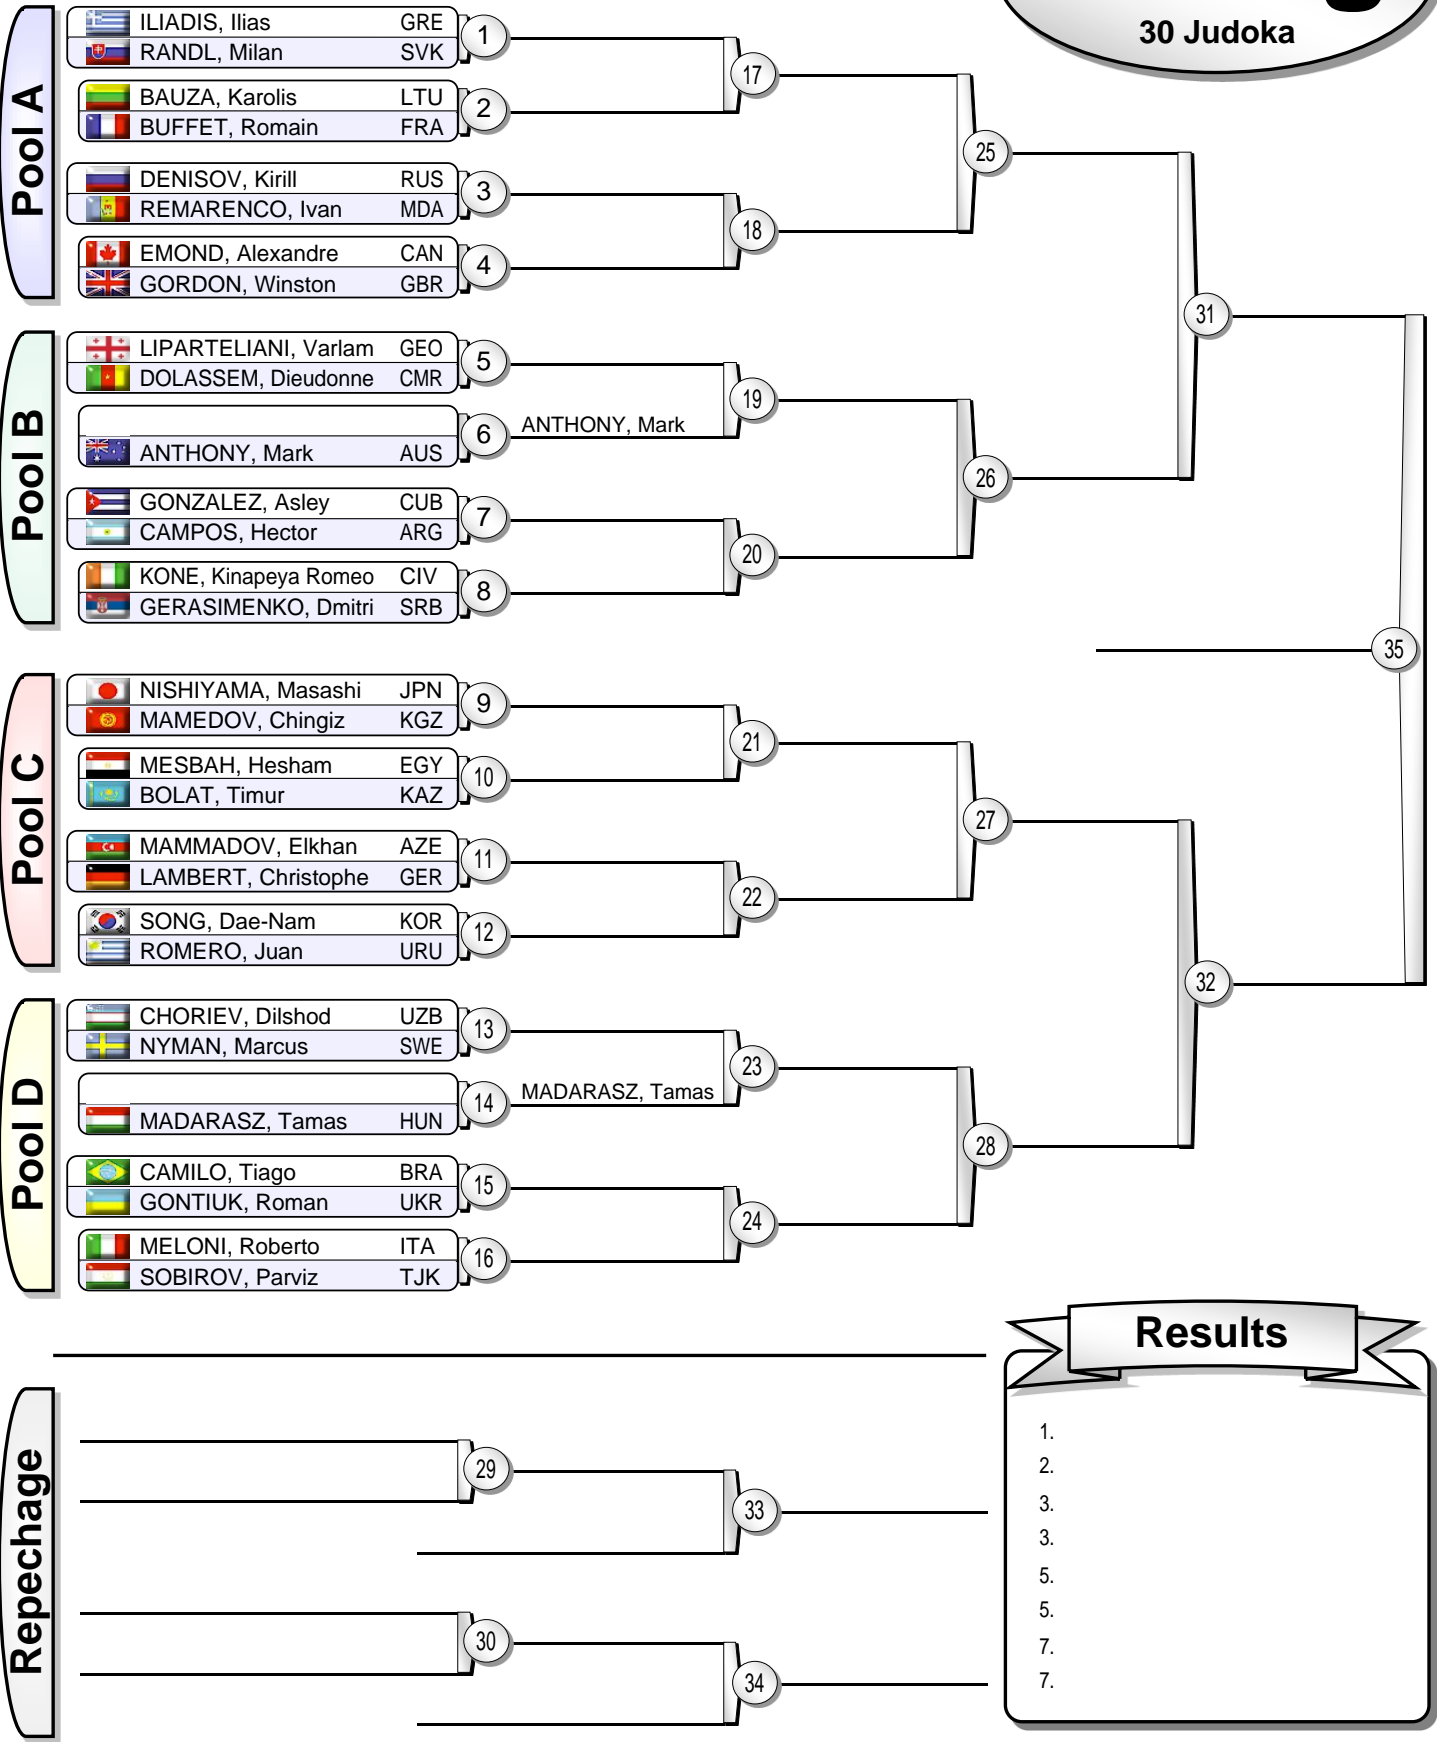 30 Judoka
Pool A
ILIADIS, Ilias GRE
1
RANDL, Milan SVK
17
BAUZA, Karolis LTU
2
BUFFET, Romain FRA
25
DENISOV, Kirill RUS
3
REMARENCO, Ivan MDA
18
EMOND, Alexandre CAN
4
GORDON, Winston GBR
31
Pool B
LIPARTELIANI, Varlam GEO
5
DOLASSEM, Dieudonne CMR
19
6
ANTHONY, Mark
ANTHONY, Mark AUS
26
GONZALEZ, Asley CUB
7
CAMPOS, Hector ARG
20
KONE, Kinapeya Romeo CIV
8
GERASIMENKO, Dmitri SRB
35
Pool C
NISHIYAMA, Masashi JPN
9
MAMEDOV, Chingiz KGZ
21
MESBAH, Hesham EGY
10
BOLAT, Timur KAZ
27
MAMMADOV, Elkhan AZE
11
LAMBERT, Christophe GER
22
SONG, Dae-Nam KOR
12
ROMERO, Juan URU
32
Pool D
CHORIEV, Dilshod UZB
13
NYMAN, Marcus SWE
23
14
MADARASZ, Tamas
MADARASZ, Tamas HUN
28
CAMILO, Tiago BRA
15
GONTIUK, Roman UKR
24
MELONI, Roberto ITA
16
SOBIROV, Parviz TJK
Repechage
29
33
30
34
Results
1.
2.
3.
3.
5.
5.
7.
7.